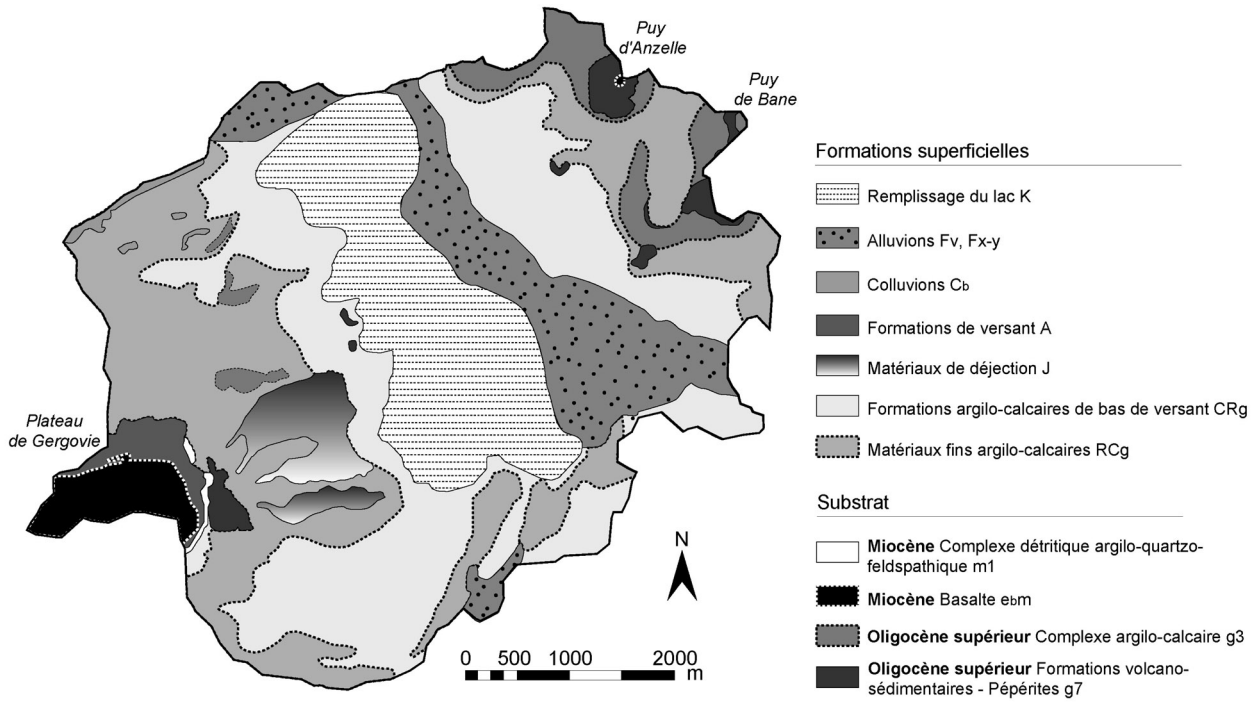 Puy
d'Anzelle
Puy
de Bane
Plateau
de Gergovie
N
0 500 1000 2000
m
Formations superficielles
Remplissage du lac K
Alluvions Fv, Fx-y
Colluvions Cb
Formations de versant A
Matériaux de déjection J
Formations argilo-calcaires de bas de versant CRg
Matériaux fins argilo-calcaires RCg
Substrat
Miocène Complexe détritique argilo-quartzo-
feldspathique m1
Miocène Basalte ebm
Oligocène supérieur Complexe argilo-calcaire g3
Oligocène supérieur Formations volcano-
sédimentaires - Pépérites g7